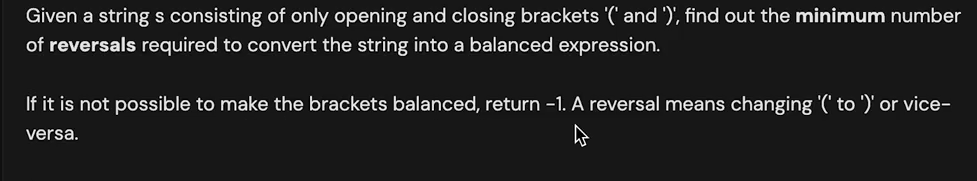 Given a string s consisting of only opening and closing brackets '(' and ')', find out the minimum number
of reversals required to convert the string into a balanced expression.
If it is not possible to make the brackets balanced, return -1. A reversal means changing '(' to ')' or vice-
versa.